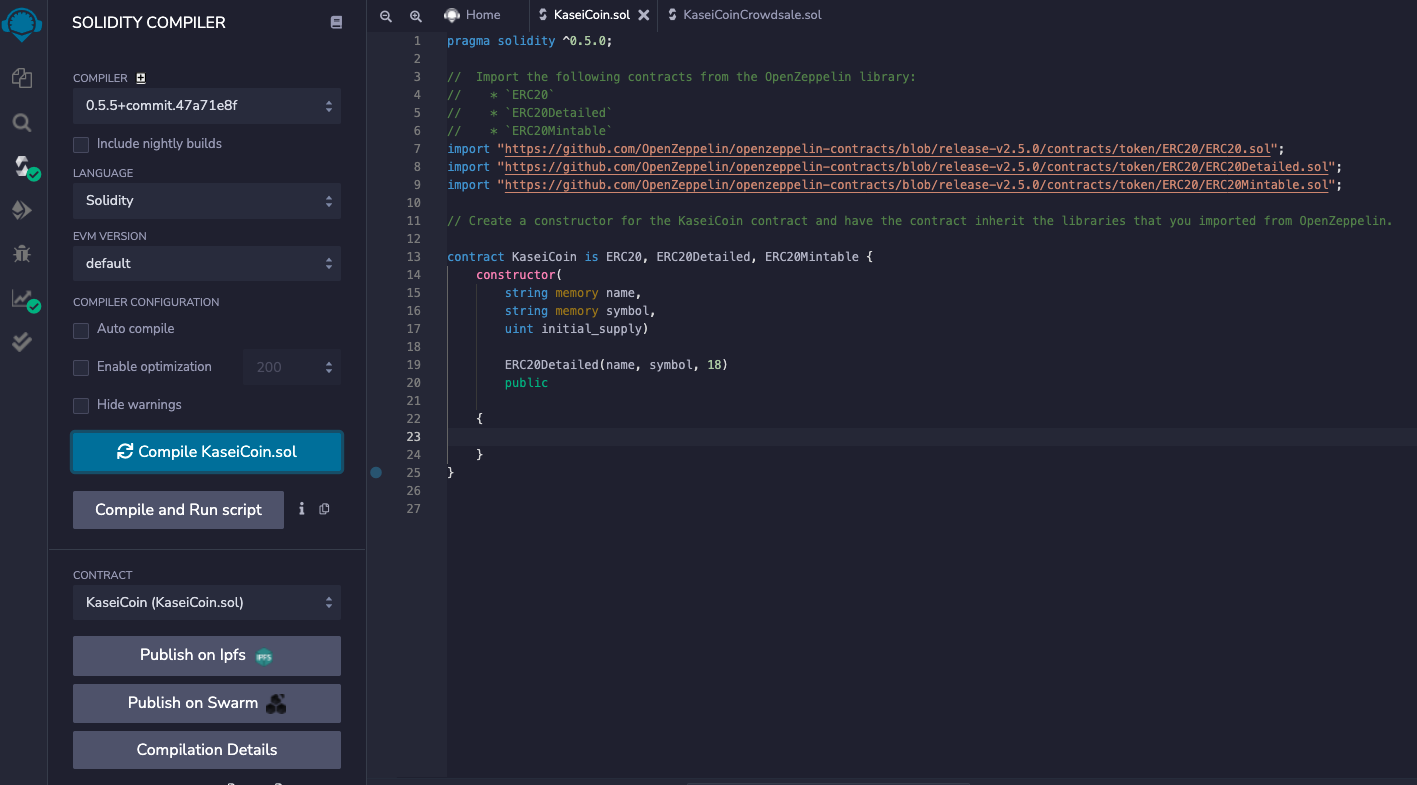 SOLIDITY COMPILER
COMPILER
0.5.5+commit.47a71e8f
Include nightly builds
LANGUAGE
Solidity
EVM VERSION
default
COMPILER CONFIGURATION
Auto compile
Enable optimization 200
Hide warnings
Compile KaseiCoin.sol
Compile and Run script
CONTRACT
KaseiCoin (KaseiCoin.sol)
Publish on Ipfs IPFS
Publish on Swarm
Compilation Details
Home KaseiCoin.sol KaseiCoinCrowdsale.sol
1 pragma solidity ^0.5.0;
2
3 //  Import the following contracts from the OpenZeppelin library:
4 //    * `ERC20`
5 //    * `ERC20Detailed`
6 //    * `ERC20Mintable`
7 import "https://github.com/OpenZeppelin/openzeppelin-contracts/blob/release-v2.5.0/contracts/token/ERC20/ERC20.sol";
8 import "https://github.com/OpenZeppelin/openzeppelin-contracts/blob/release-v2.5.0/contracts/token/ERC20/ERC20Detailed.sol";
9 import "https://github.com/OpenZeppelin/openzeppelin-contracts/blob/release-v2.5.0/contracts/token/ERC20/ERC20Mintable.sol";
10
11 // Create a constructor for the KaseiCoin contract and have the contract inherit the libraries that you imported from OpenZeppelin.
12
13 contract KaseiCoin is ERC20, ERC20Detailed, ERC20Mintable {
14     constructor(
15         string memory name,
16         string memory symbol,
17         uint initial_supply)
18
19         ERC20Detailed(name, symbol, 18)
20         public
21
22     {
23
24     }
25 }
26
27